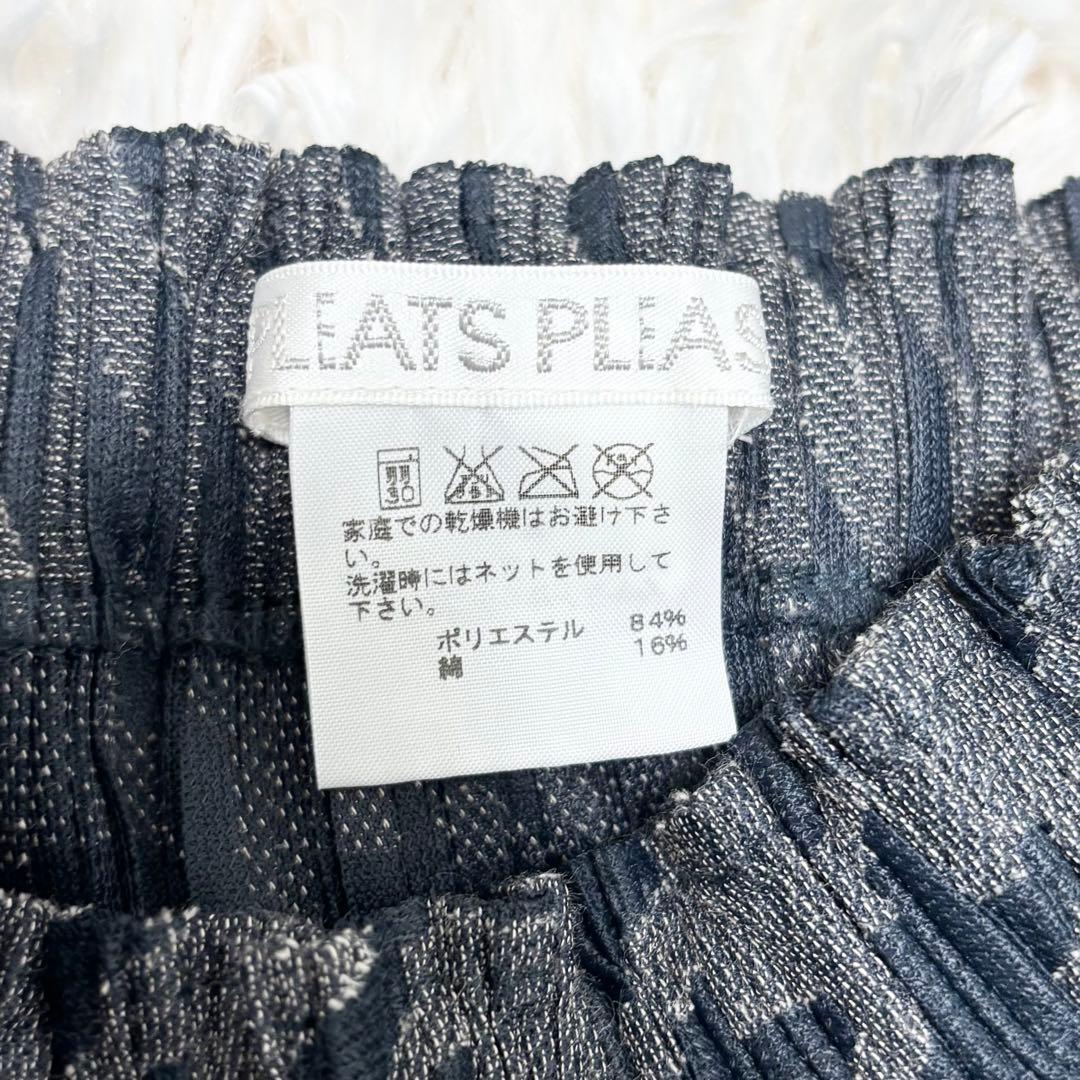 PLEATS PLEAS
弱
30
家庭での乾燥機はお避け下さ
い。
洗濯時にはネットを使用して
下さい。
ポリエステル 84%
綿 16%